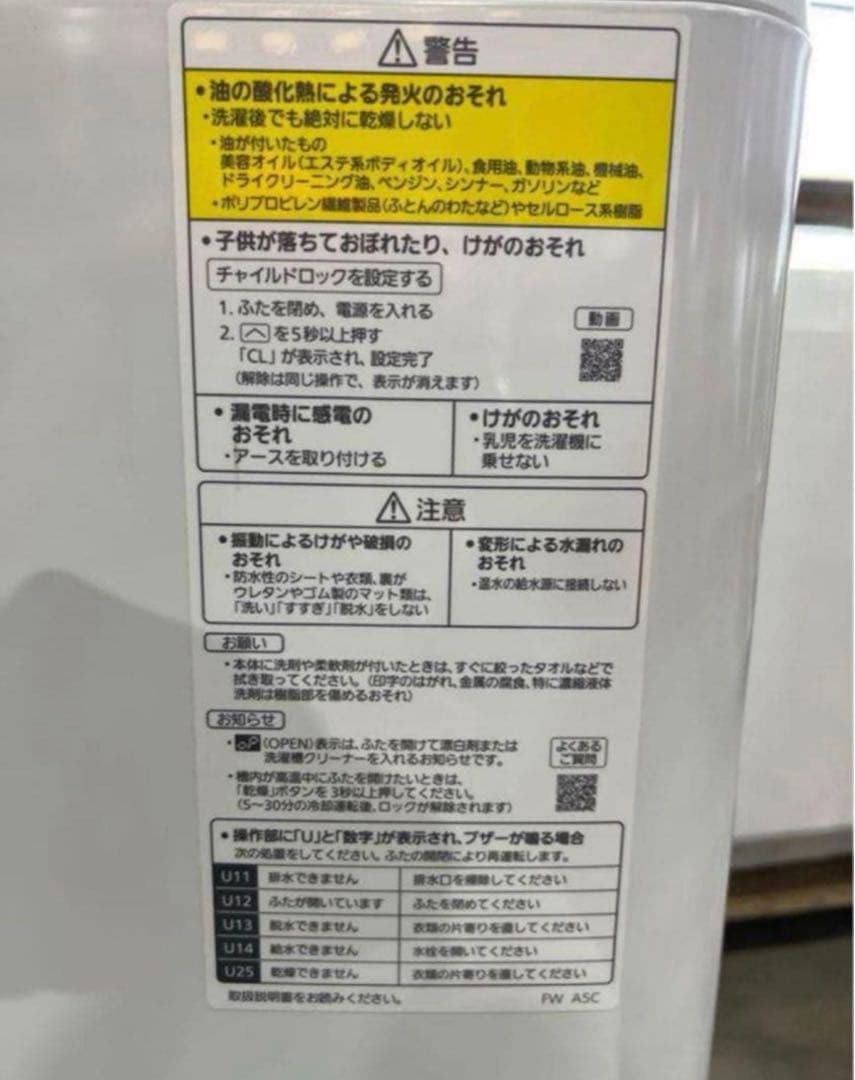 警告
・油の酸化熱による発火のおそれ
・洗濯後でも絶対に乾燥しない
・油が付いたもの
美容オイル(エステ系ボディオイル)、食用油、動物系油、機械油、
ドライクリーニング油、ベンジン、シンナー、ガソリンなど
・ポリプロピレン繊維製品(ふとんのわたなど)やセルロース系樹脂
・子供が落ちておぼれたり、けがのおそれ
チャイルドロックを設定する
1. ふたを閉め、電源を入れる
動画
2. を5秒以上押す
「CL」が表示され、設定完了
(解除は同じ操作で、表示が消えます)
・漏電時に感電の
おそれ
・アースを取り付ける
・けがのおそれ
・乳児を洗濯機に
乗せない
注意
・振動によるけがや破損の
おそれ
・防水性のシートや衣類、裏が
ウレタンやゴム製のマット類は、
「洗い」「すすぎ」「脱水」をしない
・変形による水漏れの
おそれ
・温水の給水源に接続しない
お願い
・本体に洗剤や柔軟剤が付いたときは、すぐに絞ったタオルなどで
拭き取ってください。(印字のはがれ、金属の腐食、特に濃縮液体
洗剤は樹脂部を傷めるおそれ)
お知らせ
・(OPEN)表示は、ふたを開けて漂白剤または
洗濯槽クリーナーを入れるお知らせです。
よくある
ご質問
・槽内が高温中にふたを開けたいときは、
「乾燥」ボタンを3秒以上押してください。
(5〜30分の冷却運転後、ロックが解除されます)
・操作部に「U」と「数字」が表示され、ブザーが鳴る場合
次の処置をしてください。ふたの開閉により再運転します。
U11 排水できません 排水口を掃除してください
U12 ふたが開いています ふたを閉めてください
U13 脱水できません 衣類の片寄りを直してください
U14 給水できません 水栓を開いてください
U25 乾燥できません 衣類の片寄りを直してください
取扱説明書をお読みください。 FW A5C